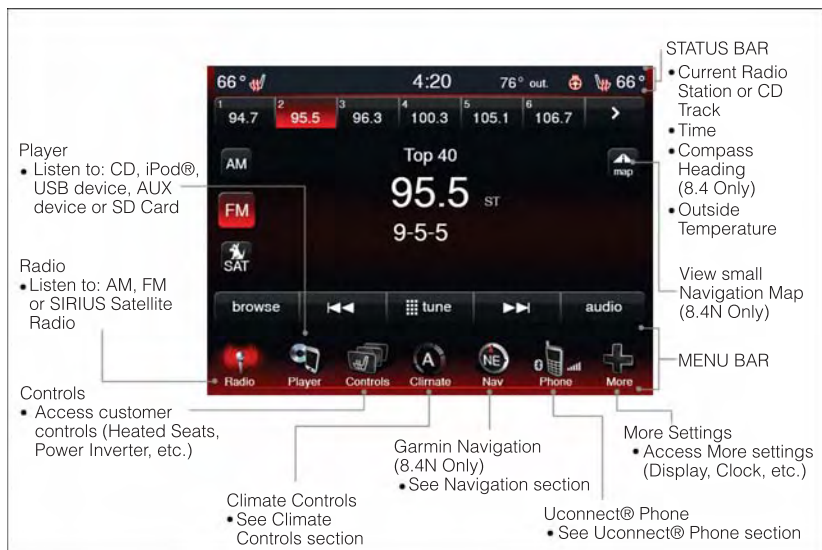 STATUS BAR
• Current Radio
Station or CD
Track
• Time
• Compass
Heading
(8.4 Only)
• Outside
Temperature
66° 4:20 76° out. 66°
1 94.7 2 95.5 3 96.3 4 100.3 5 105.1 6 106.7 >
AM
FM
SAT
Top 40
95.5 ST
9-5-5
map
browse tune audio
A NE
Radio Player Controls Climate Nav Phone More
Player
• Listen to: CD, iPod®,
USB device, AUX
device or SD Card
Radio
• Listen to: AM, FM
or SIRIUS Satellite
Radio
Controls
• Access customer
controls (Heated Seats,
Power Inverter, etc.)
Climate Controls
• See Climate
Controls section
Garmin Navigation
(8.4N Only)
• See Navigation section
Uconnect® Phone
• See Uconnect® Phone section
View small
Navigation Map
(8.4N Only)
MENU BAR
More Settings
• Access More settings
(Display, Clock, etc.)